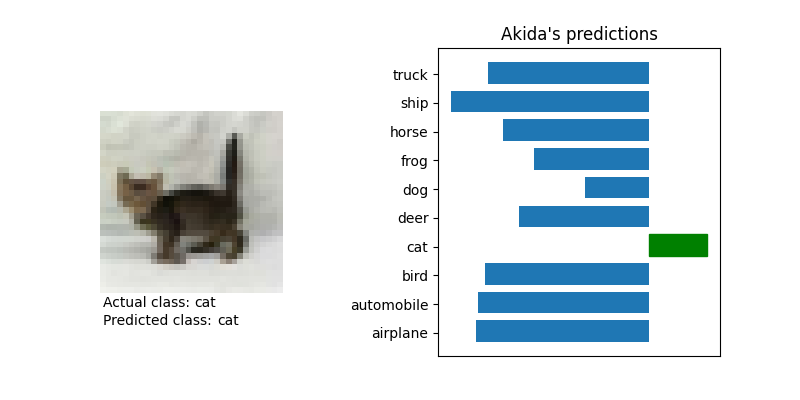 Akida's predictions
truck
ship
horse
frog
dog
deer
cat
bird
automobile
airplane
Actual class: cat
Predicted class: cat